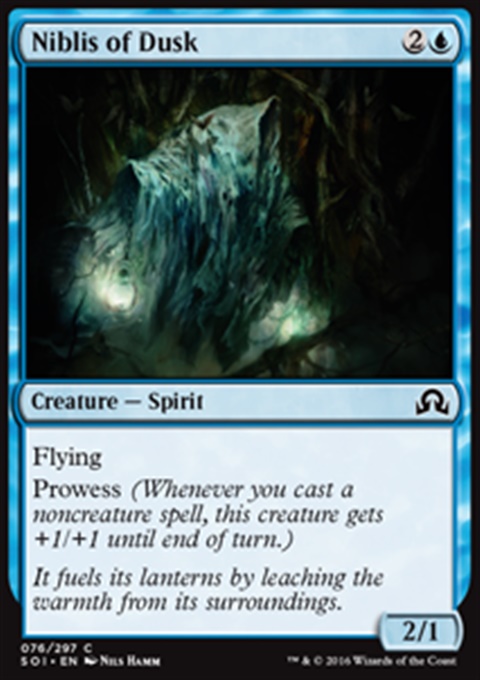 Niblis of Dusk 2
Creature — Spirit
Flying
Prowess (Whenever you cast a
noncreature spell, this creature gets
+1/+1 until end of turn.)
It fuels its lanterns by leaching the
warmth from its surroundings.
2/1
076/297 C
SOI • EN Nils Hamm
™ & © 2016 Wizards of the Coast